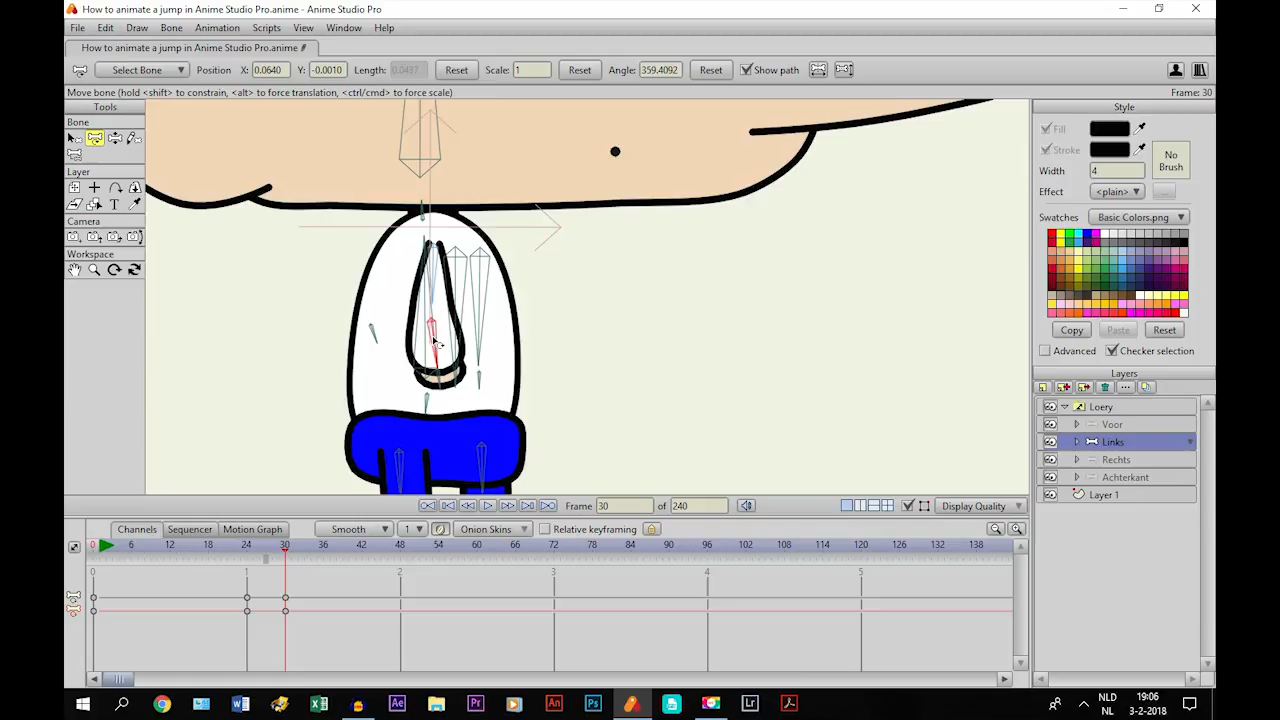 How to animate a jump in Anime Studio Pro.anime - Anime Studio Pro
File Edit Draw Bone Animation Scripts View Window Help
How to animate a jump in Anime Studio Pro.anime
Select Bone Position X: 0.0640 Y: -0.0010 Length: 0.0437 Reset Scale: 1 Reset Angle: 359.4092 Reset Show path
Move bone (hold <shift> to constrain, <alt> to force translation, <ctrl/cmd> to force scale) Frame: 30
Tools
Bone
Layer
Camera
Workspace
Style
Fill
Stroke
No
Brush
Width 4
Effect <plain> ...
Swatches Basic Colors.png
Copy Paste Reset
Advanced Checker selection
Layers
Loery
Voor
Links
Rechts
Achterkant
Layer 1
Frame 30 of 240 Display Quality
Channels Sequencer Motion Graph Smooth 1 Onion Skins Relative keyframing
0 6 12 18 24 30 36 42 48 54 60 66 72 78 84 90 96 102 108 114 120 126 132 138
0 1 2 3 4 5
W X Ae Pr An Ps Lr
NLD
NL
19:06
3-2-2018